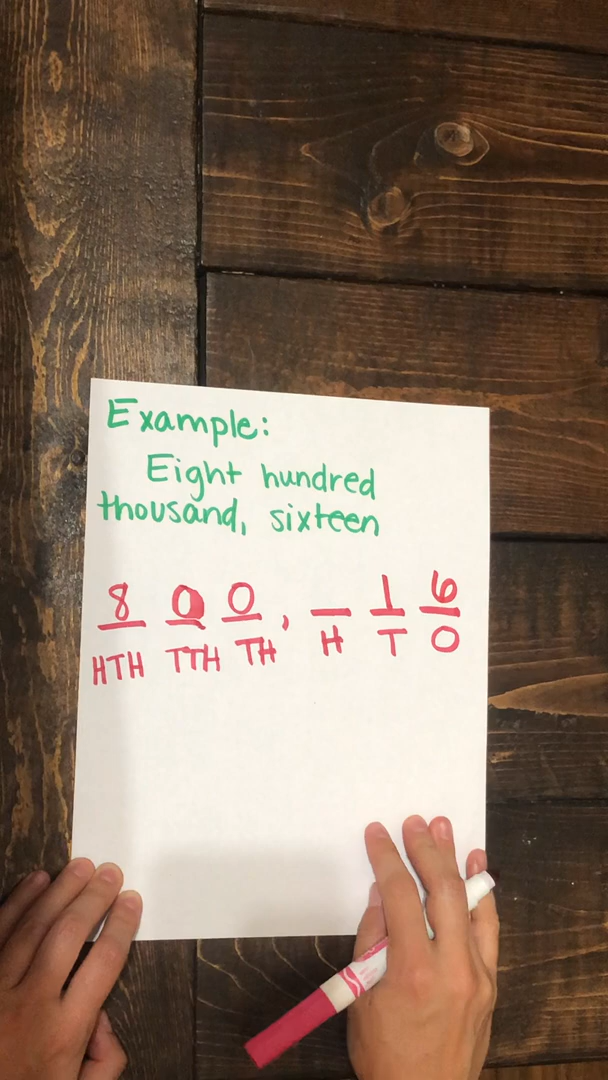 Example:
Eight hundred
thousand, sixteen
8 0 0, _ 1 6
HTH TTH TH H T O